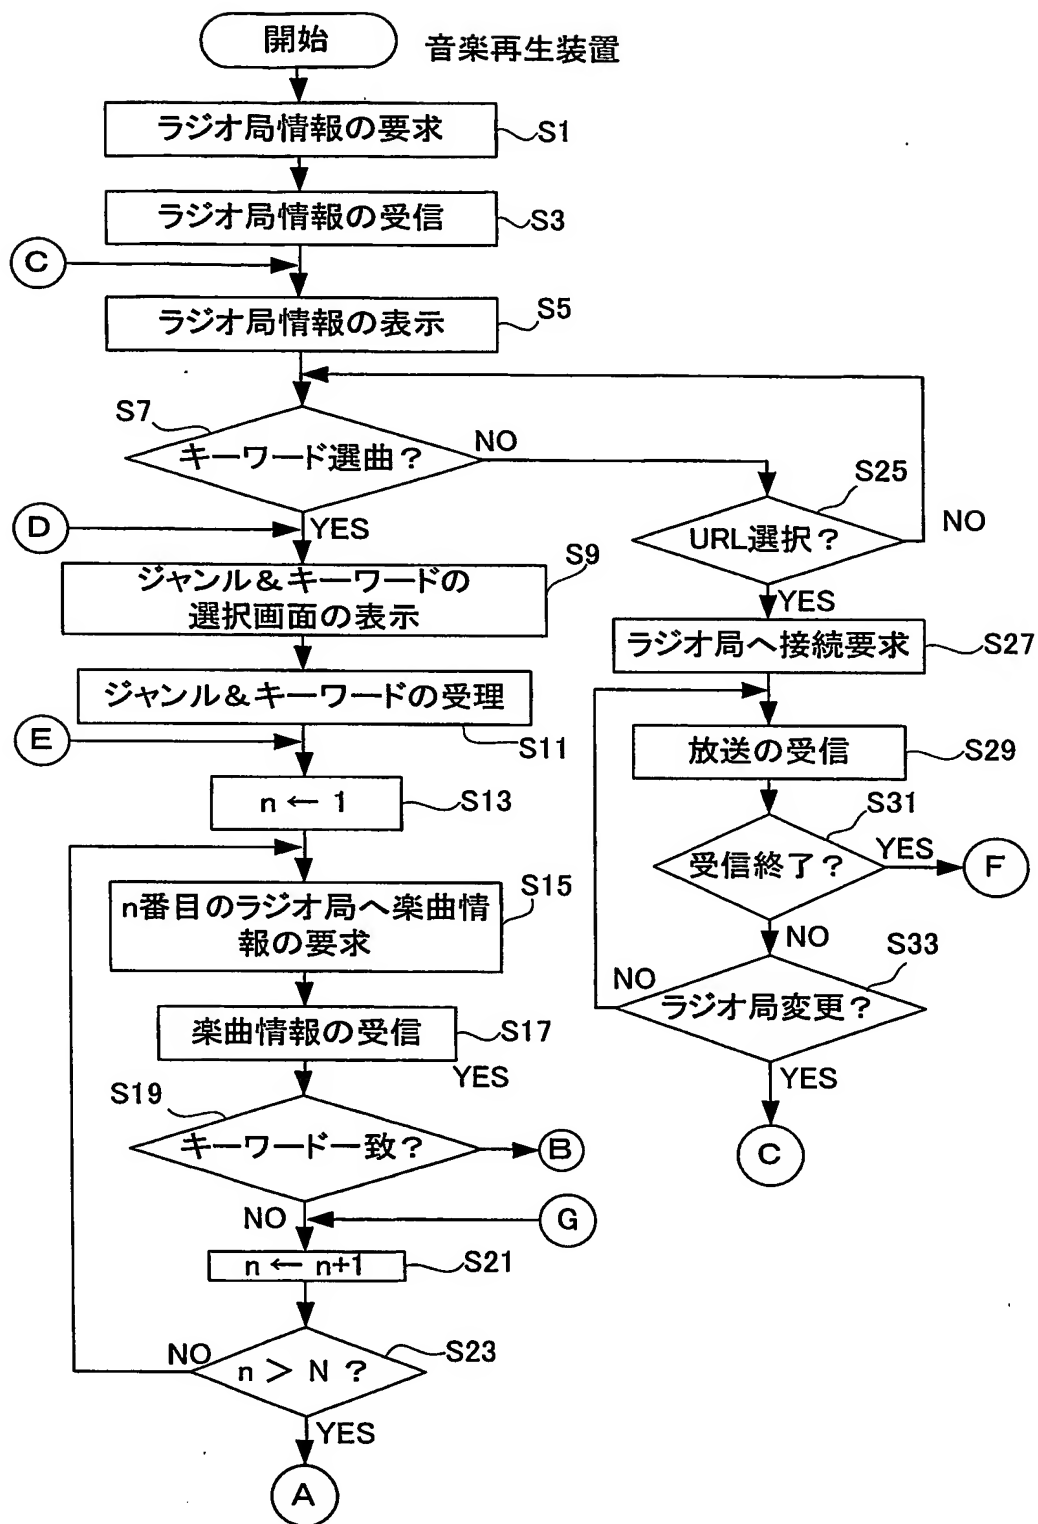 開始
音楽再生装置
ラジオ局情報の要求
S1
ラジオ局情報の受信
S3
C
ラジオ局情報の表示
S5
S7
キーワード選曲?
NO
YES
D
S25
URL選択?
NO
YES
ジャンル&キーワードの
選択画面の表示
S9
ラジオ局へ接続要求
S27
ジャンル&キーワードの受理
S11
E
放送の受信
S29
n ← 1
S13
S31
受信終了?
YES
F
NO
n番目のラジオ局へ楽曲情
報の要求
S15
S33
NO
ラジオ局変更?
YES
C
楽曲情報の受信
S17
YES
S19
キーワード一致?
B
NO
G
n ← n+1
S21
NO
n > N ?
S23
YES
A